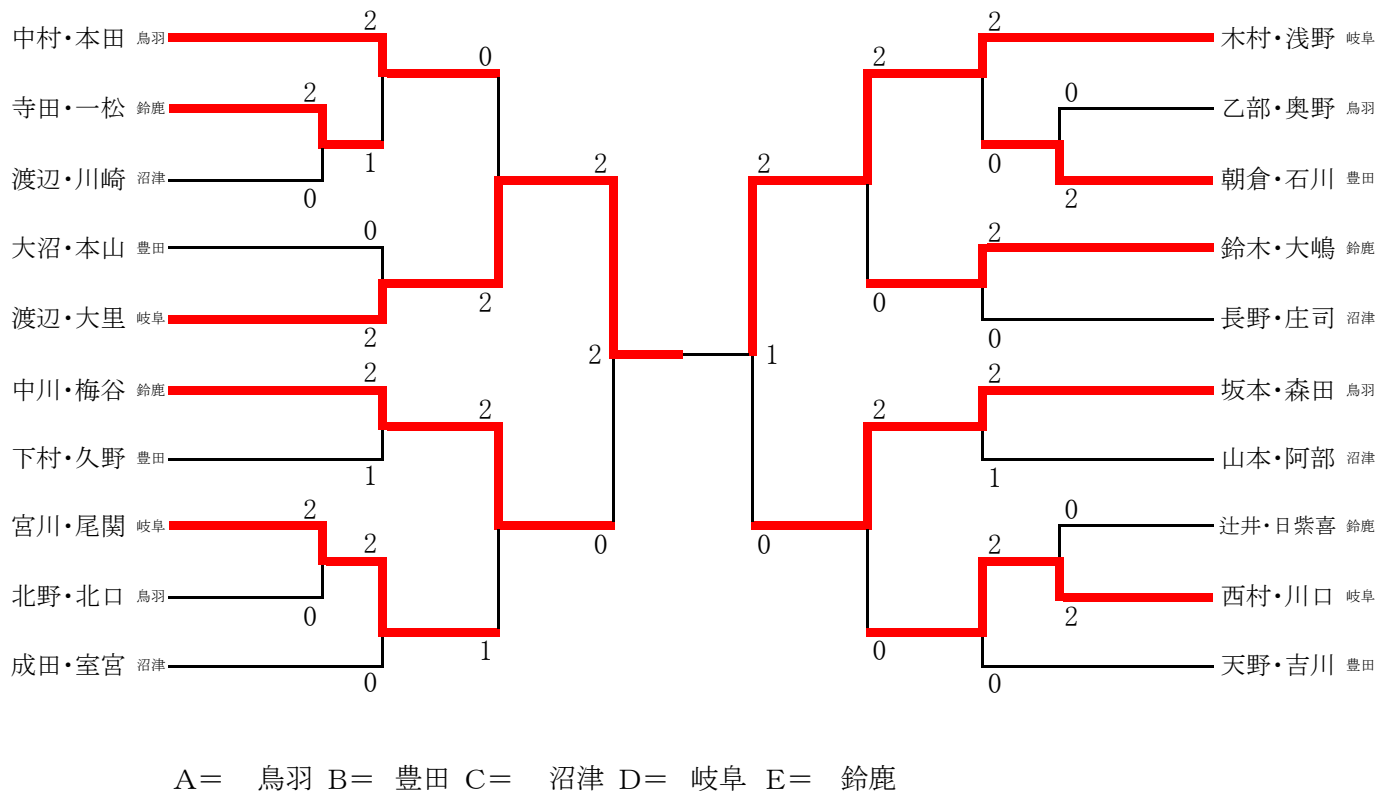 中村・本田 鳥羽 2 2 木村・浅野 岐阜
0 2
寺田・一松 鈴鹿 2 0 乙部・奥野 鳥羽
1 2 2 0
渡辺・川崎 沼津 0 2 朝倉・石川 豊田
大沼・本山 豊田 0 2 鈴木・大嶋 鈴鹿
2 0
渡辺・大里 岐阜 2 0 長野・庄司 沼津
2 1
中川・梅谷 鈴鹿 2 2 坂本・森田 鳥羽
2 2
下村・久野 豊田 1 1 山本・阿部 沼津
宮川・尾関 岐阜 2 0 辻井・日紫喜 鈴鹿
2 0 0 2
北野・北口 鳥羽 0 2 西村・川口 岐阜
1 0
成田・室宮 沼津 0 0 天野・吉川 豊田
A＝ 鳥羽 B＝ 豊田 C＝ 沼津 D＝ 岐阜 E＝ 鈴鹿